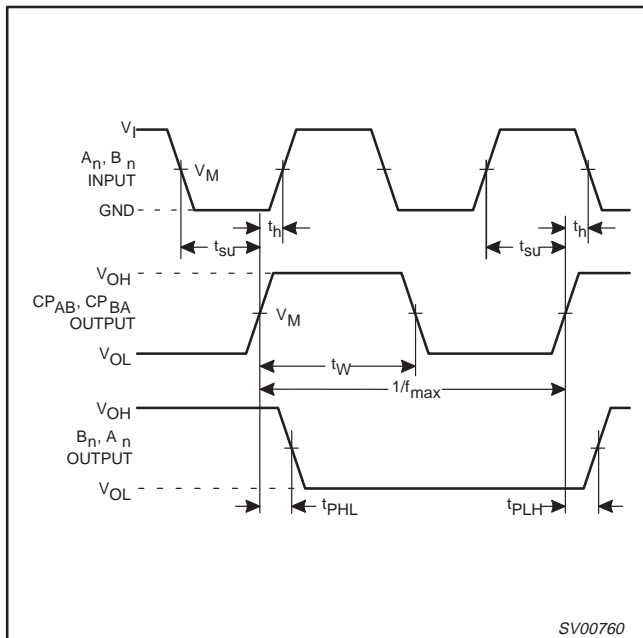 VI
An, Bn
INPUT
VM
GND
tsu
th
tsu
th
VOH
CPAB, CPBA
OUTPUT
VM
VOL
tW
1/fmax
VOH
Bn, An
OUTPUT
VOL
tPHL
tPLH
SV00760